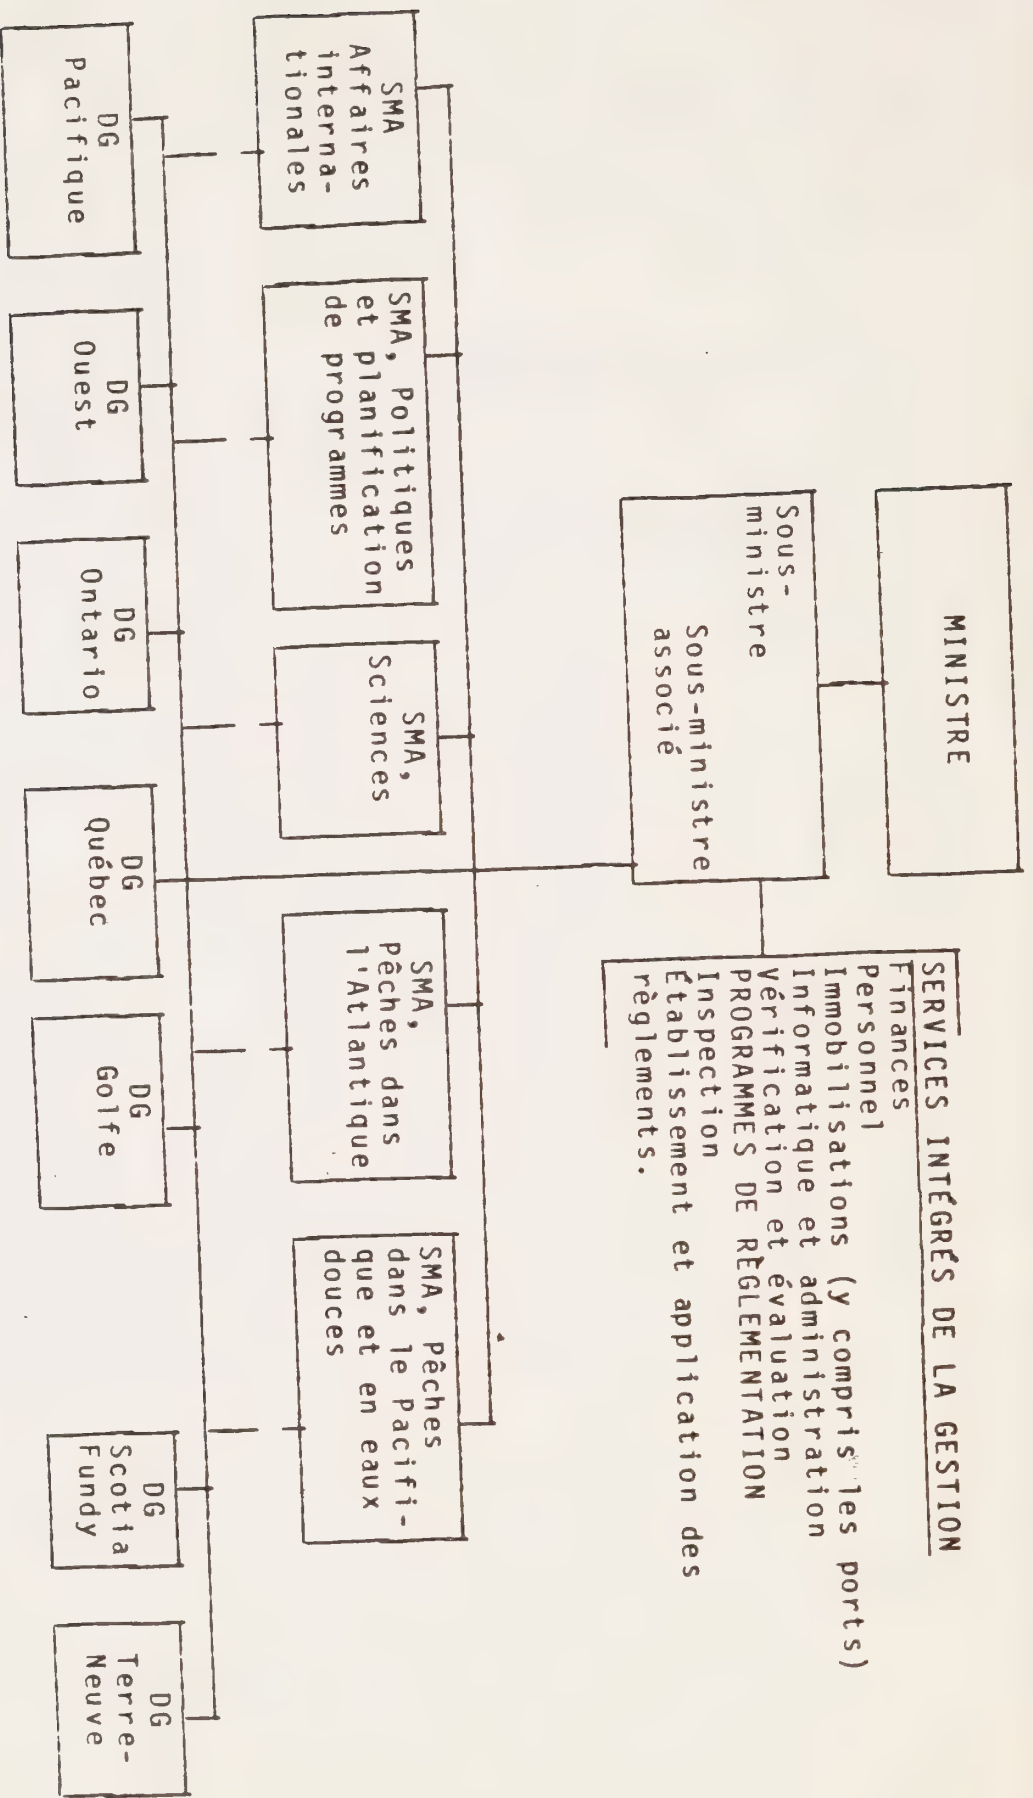 MINISTRE
Sous-
ministre
Sous-ministre
associé
SERVICES INTÉGRÉS DE LA GESTION
Finances
Personnel
Immobilisations (y compris les ports)
Informatique et administration
Vérification et évaluation
PROGRAMMES DE RÈGLEMENTATION
Inspection
Établissement et application des
règlements.
SMA
Affaires
interna-
tionales
SMA, Politiques
et planification
de programmes
SMA,
Sciences
SMA,
Pêches dans
l'Atlantique
SMA, Pêches
dans le Pacifi-
que et en eaux
douces
DG
Pacifique
DG
Ouest
DG
Ontario
DG
Québec
DG
Golfe
DG
Scotia
Fundy
DG
Terre-
Neuve